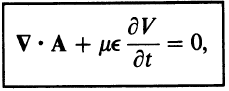 ∇ · A + με ∂V/∂t = 0,